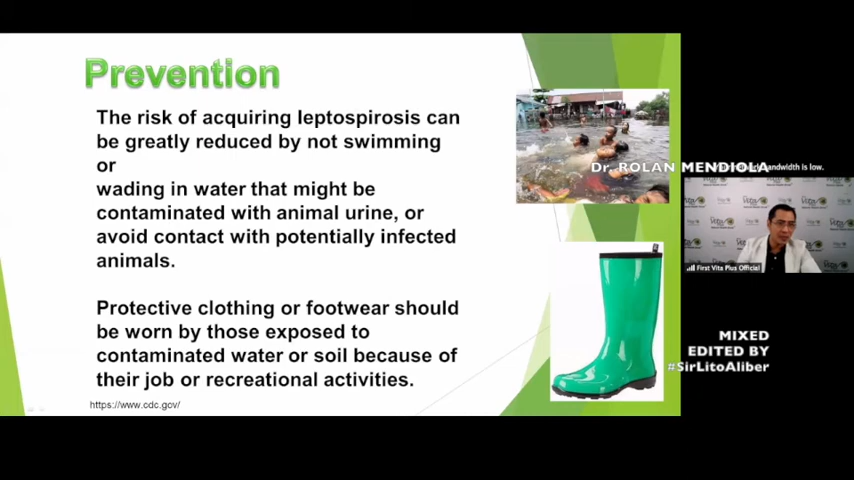 Prevention
The risk of acquiring leptospirosis can
be greatly reduced by not swimming
or
wading in water that might be
contaminated with animal urine, or
avoid contact with potentially infected
animals.
Protective clothing or footwear should
be worn by those exposed to
contaminated water or soil because of
their job or recreational activities.
https://www.cdc.gov/
Dr. ROLAN MENDIOLA
bandwidth is low.
First Vita Plus Official
MIXED
EDITED BY
#SirLitoAliber